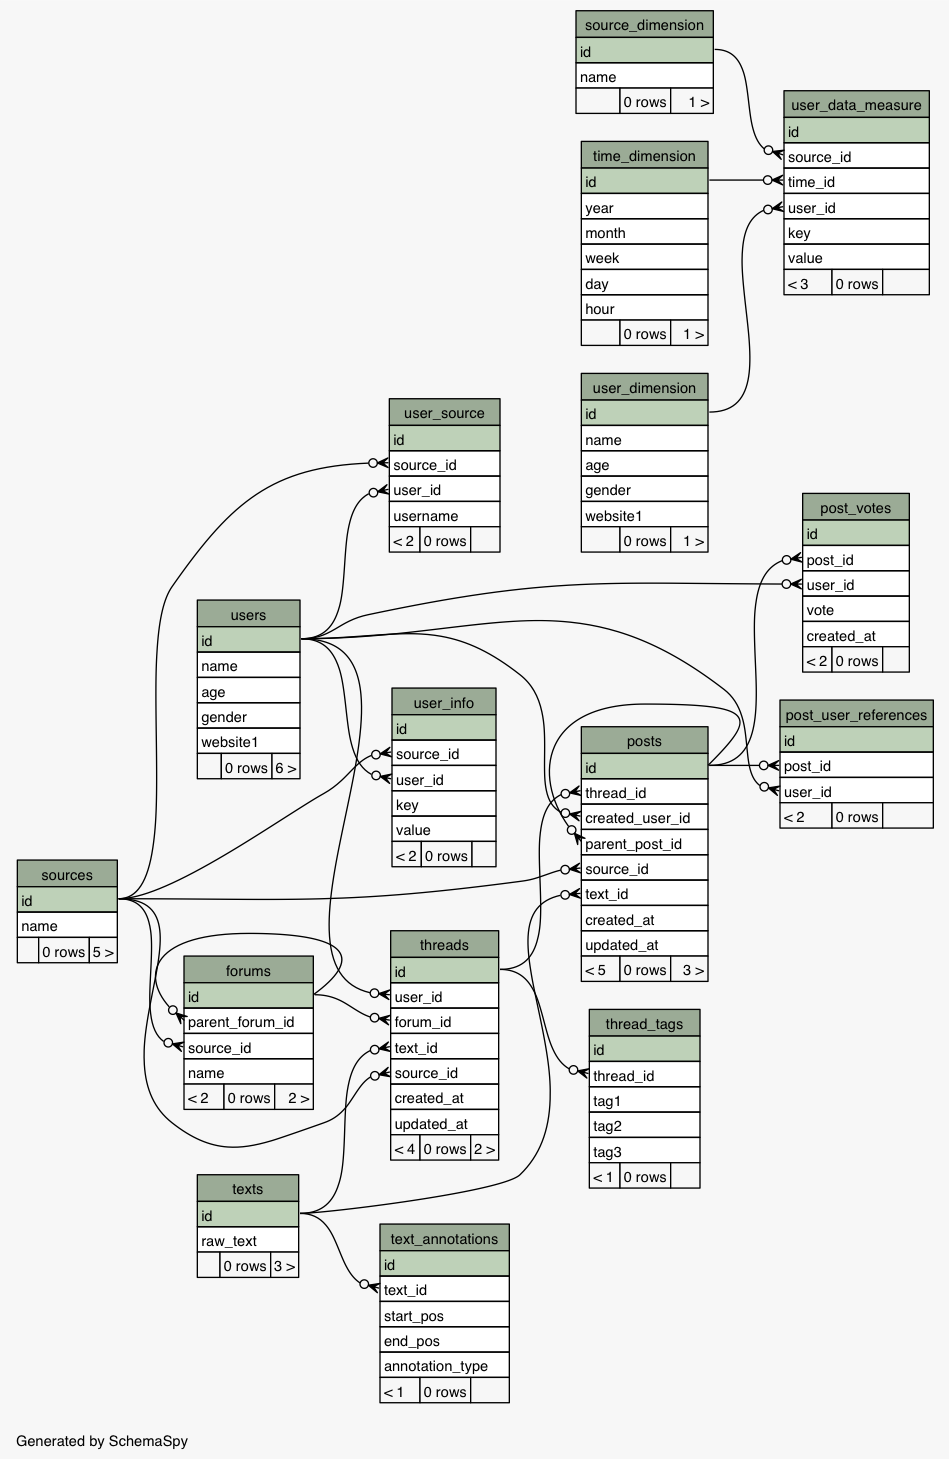 source_dimension
id
name
0 rows 1 >
user_data_measure
id
source_id
time_id
user_id
key
value
< 3 0 rows
time_dimension
id
year
month
week
day
hour
0 rows 1 >
user_dimension
id
name
age
gender
website1
0 rows 1 >
user_source
id
source_id
user_id
username
< 2 0 rows
post_votes
id
post_id
user_id
vote
created_at
< 2 0 rows
users
id
name
age
gender
website1
0 rows 6 >
user_info
id
source_id
user_id
key
value
< 2 0 rows
post_user_references
id
post_id
user_id
< 2 0 rows
posts
id
thread_id
created_user_id
parent_post_id
source_id
text_id
created_at
updated_at
< 5 0 rows 3 >
sources
id
name
0 rows 5 >
forums
id
parent_forum_id
source_id
name
< 2 0 rows 2 >
threads
id
user_id
forum_id
text_id
source_id
created_at
updated_at
< 4 0 rows 2 >
thread_tags
id
thread_id
tag1
tag2
tag3
< 1 0 rows
texts
id
raw_text
0 rows 3 >
text_annotations
id
text_id
start_pos
end_pos
annotation_type
< 1 0 rows
Generated by SchemaSpy